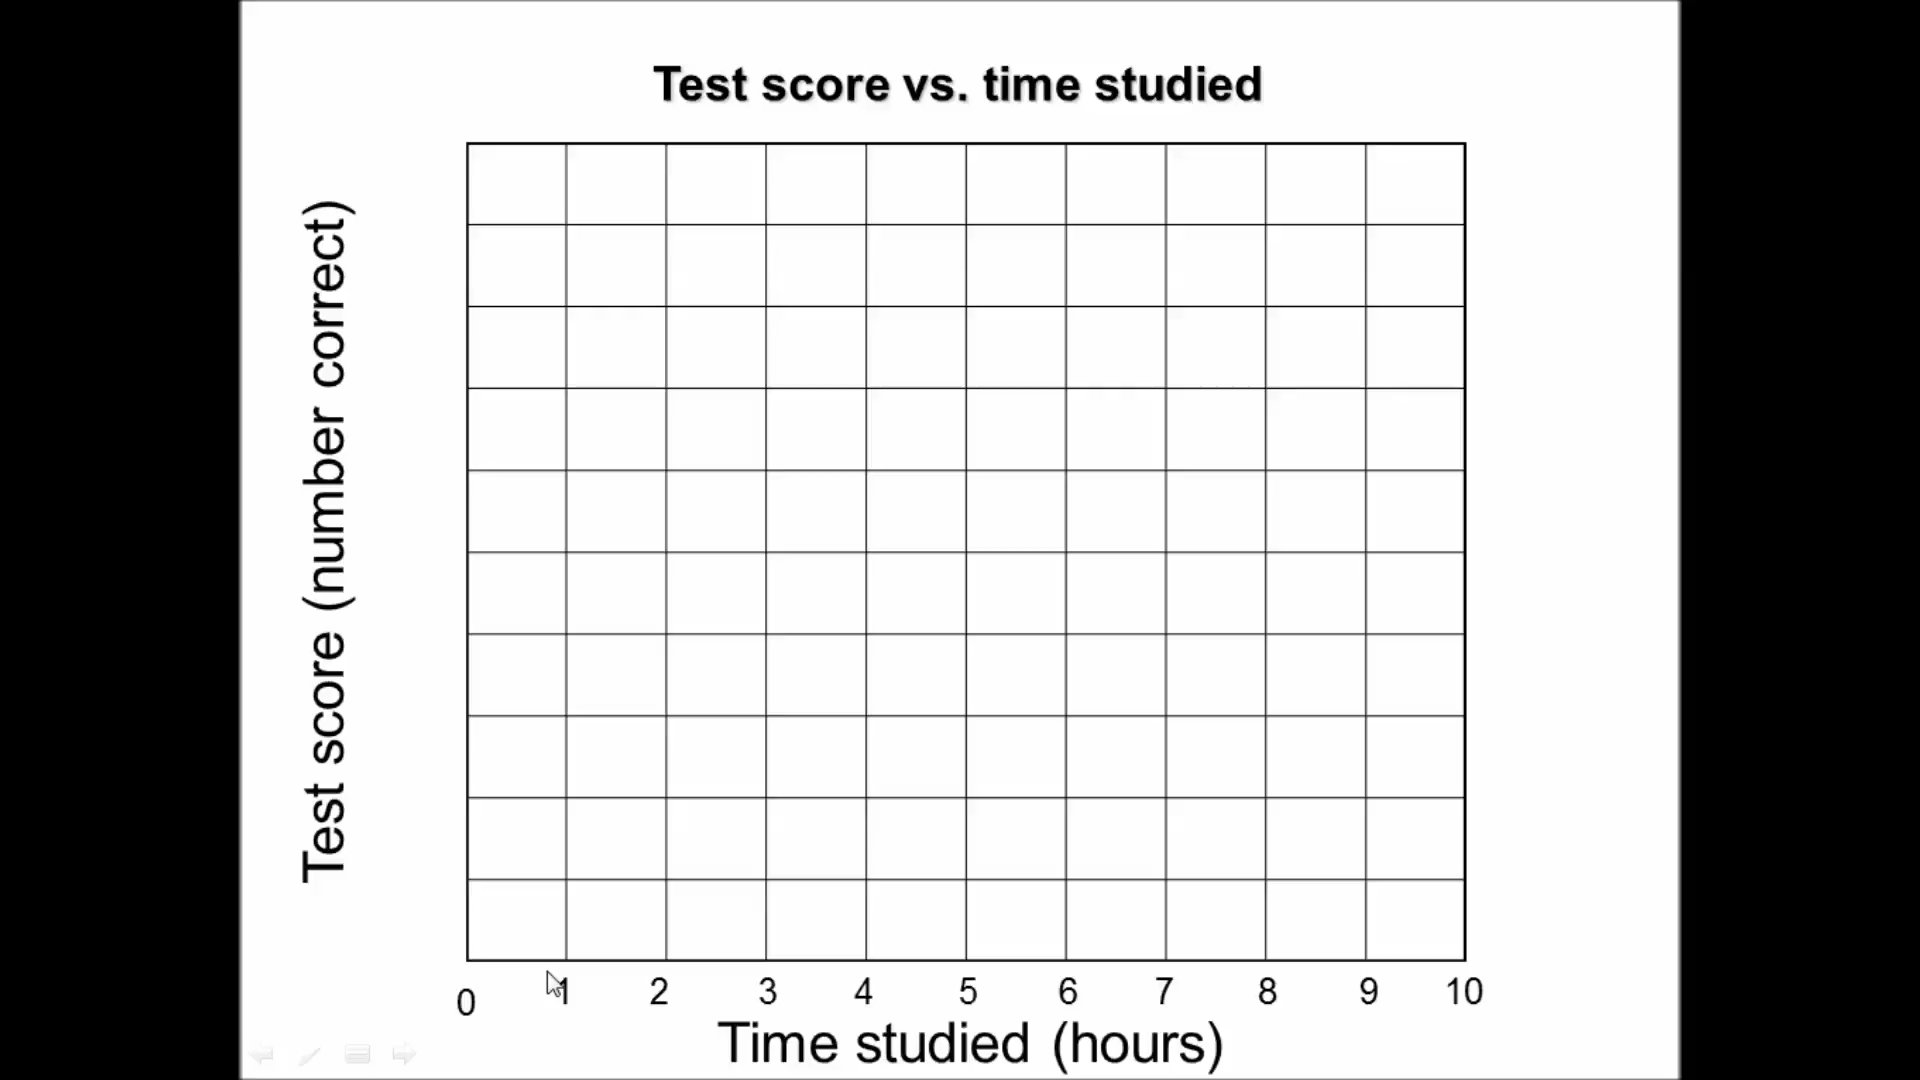 Test score vs. time studied
Test score (number correct)
0 1 2 3 4 5 6 7 8 9 10
Time studied (hours)